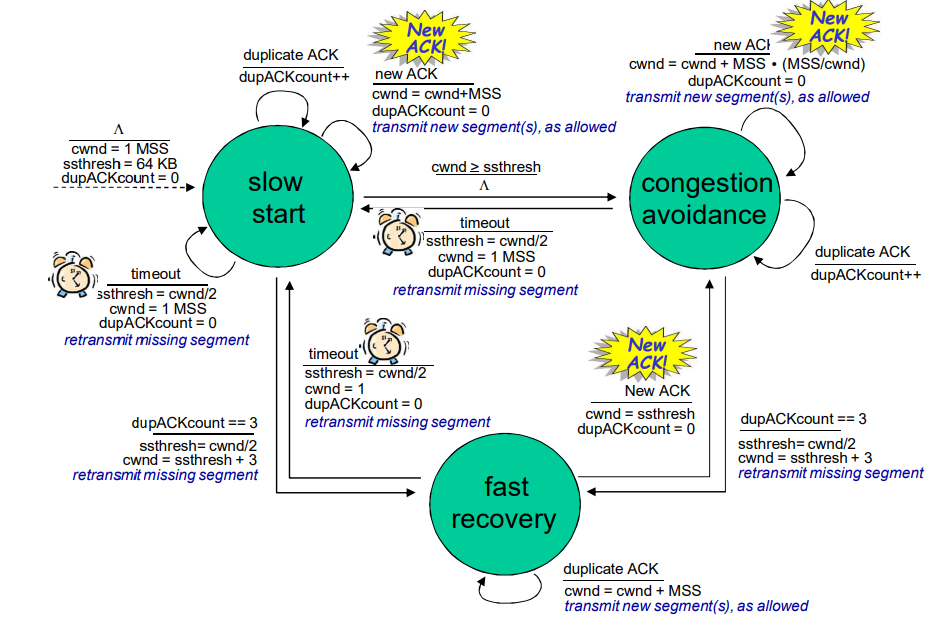 New
ACK!
duplicate ACK
dupACKcount++
new ACK
cwnd = cwnd+MSS
dupACKcount = 0
transmit new segment(s), as allowed
New
ACK!
new ACK
cwnd = cwnd + MSS • (MSS/cwnd)
dupACKcount = 0
transmit new segment(s), as allowed
Λ
cwnd = 1 MSS
ssthresh = 64 KB
dupACKcount = 0
slow
start
cwnd ≥ ssthresh
Λ
congestion
avoidance
timeout
ssthresh = cwnd/2
cwnd = 1 MSS
dupACKcount = 0
retransmit missing segment
duplicate ACK
dupACKcount++
timeout
ssthresh = cwnd/2
cwnd = 1 MSS
dupACKcount = 0
retransmit missing segment
timeout
ssthresh = cwnd/2
cwnd = 1
dupACKcount = 0
retransmit missing segment
New
ACK!
New ACK
cwnd = ssthresh
dupACKcount = 0
dupACKcount == 3
ssthresh= cwnd/2
cwnd = ssthresh + 3
retransmit missing segment
dupACKcount == 3
ssthresh= cwnd/2
cwnd = ssthresh + 3
retransmit missing segment
fast
recovery
duplicate ACK
cwnd = cwnd + MSS
transmit new segment(s), as allowed